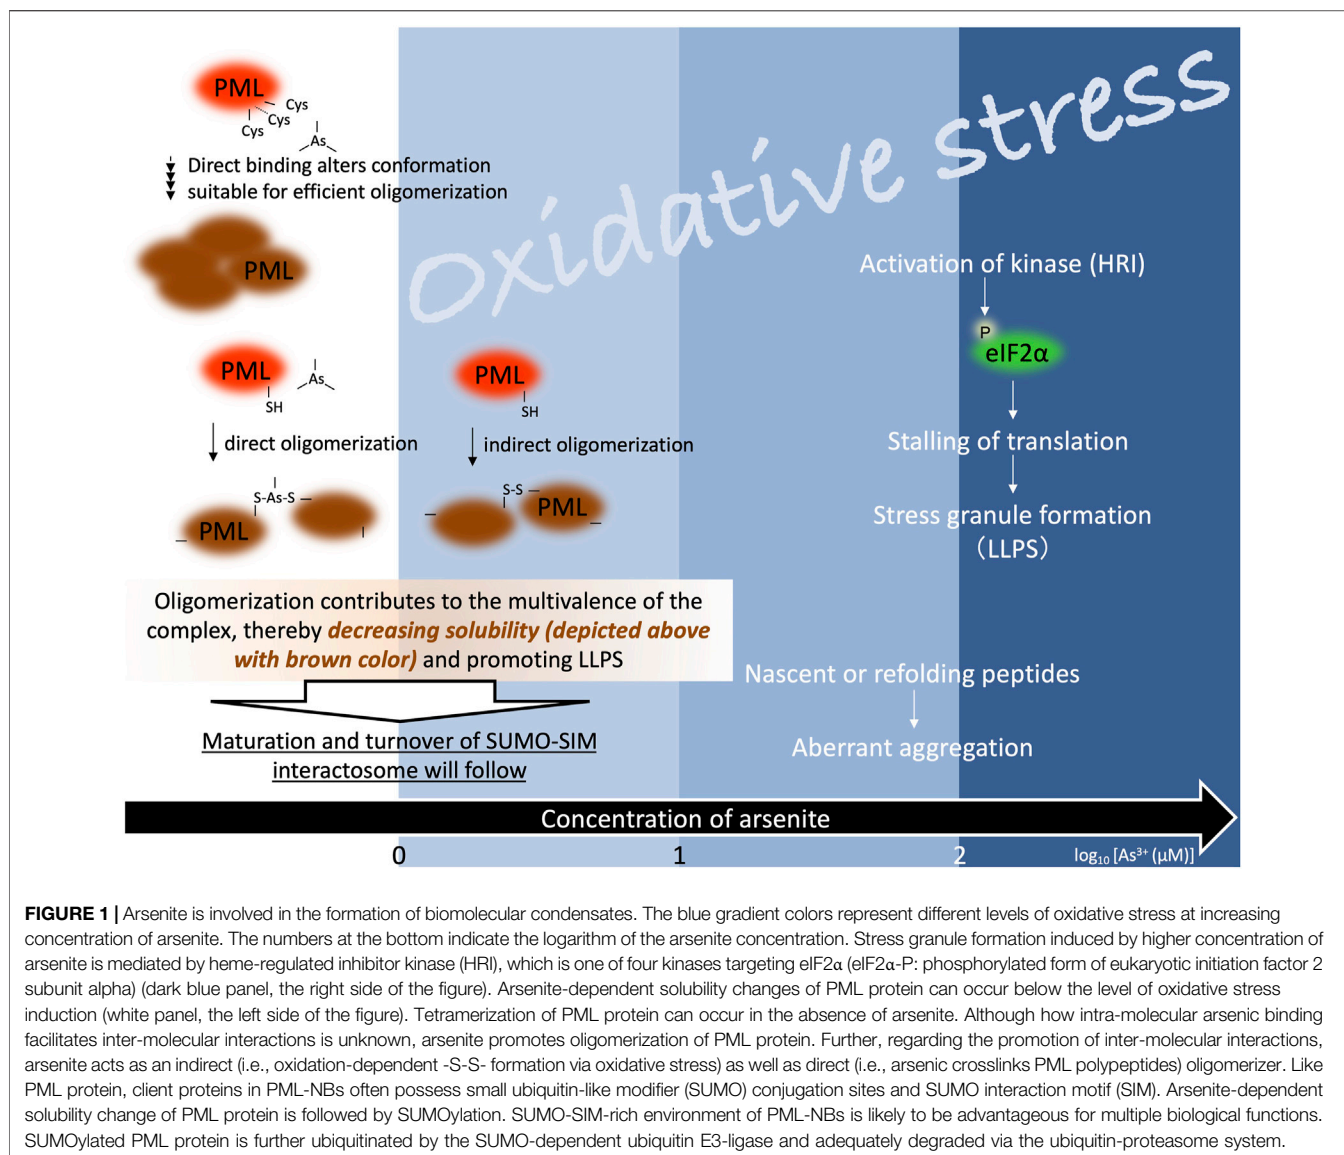 Oxidative stress
PML
Cys
Cys
Cys
As
Direct binding alters conformation
suitable for efficient oligomerization
PML
PML
SH
As
direct oligomerization
S-As-S
PML
PML
SH
indirect oligomerization
S-S
PML
Activation of kinase (HRI)
P
eIF2α
Stalling of translation
Stress granule formation
(LLPS)
Oligomerization contributes to the multivalence of the
complex, thereby decreasing solubility (depicted above
with brown color) and promoting LLPS
Maturation and turnover of SUMO-SIM
interactosome will follow
Nascent or refolding peptides
Aberrant aggregation
Concentration of arsenite
0 1 2 log₁₀ [As³⁺ (μM)]
FIGURE 1 | Arsenite is involved in the formation of biomolecular condensates. The blue gradient colors represent different levels of oxidative stress at increasing
concentration of arsenite. The numbers at the bottom indicate the logarithm of the arsenite concentration. Stress granule formation induced by higher concentration of
arsenite is mediated by heme-regulated inhibitor kinase (HRI), which is one of four kinases targeting eIF2α (eIF2α-P: phosphorylated form of eukaryotic initiation factor 2
subunit alpha) (dark blue panel, the right side of the figure). Arsenite-dependent solubility changes of PML protein can occur below the level of oxidative stress
induction (white panel, the left side of the figure). Tetramerization of PML protein can occur in the absence of arsenite. Although how intra-molecular arsenic binding
facilitates inter-molecular interactions is unknown, arsenite promotes oligomerization of PML protein. Further, regarding the promotion of inter-molecular interactions,
arsenite acts as an indirect (i.e., oxidation-dependent -S-S- formation via oxidative stress) as well as direct (i.e., arsenic crosslinks PML polypeptides) oligomerizer. Like
PML protein, client proteins in PML-NBs often possess small ubiquitin-like modifier (SUMO) conjugation sites and SUMO interaction motif (SIM). Arsenite-dependent
solubility change of PML protein is followed by SUMOylation. SUMO-SIM-rich environment of PML-NBs is likely to be advantageous for multiple biological functions.
SUMOylated PML protein is further ubiquitinated by the SUMO-dependent ubiquitin E3-ligase and adequately degraded via the ubiquitin-proteasome system.